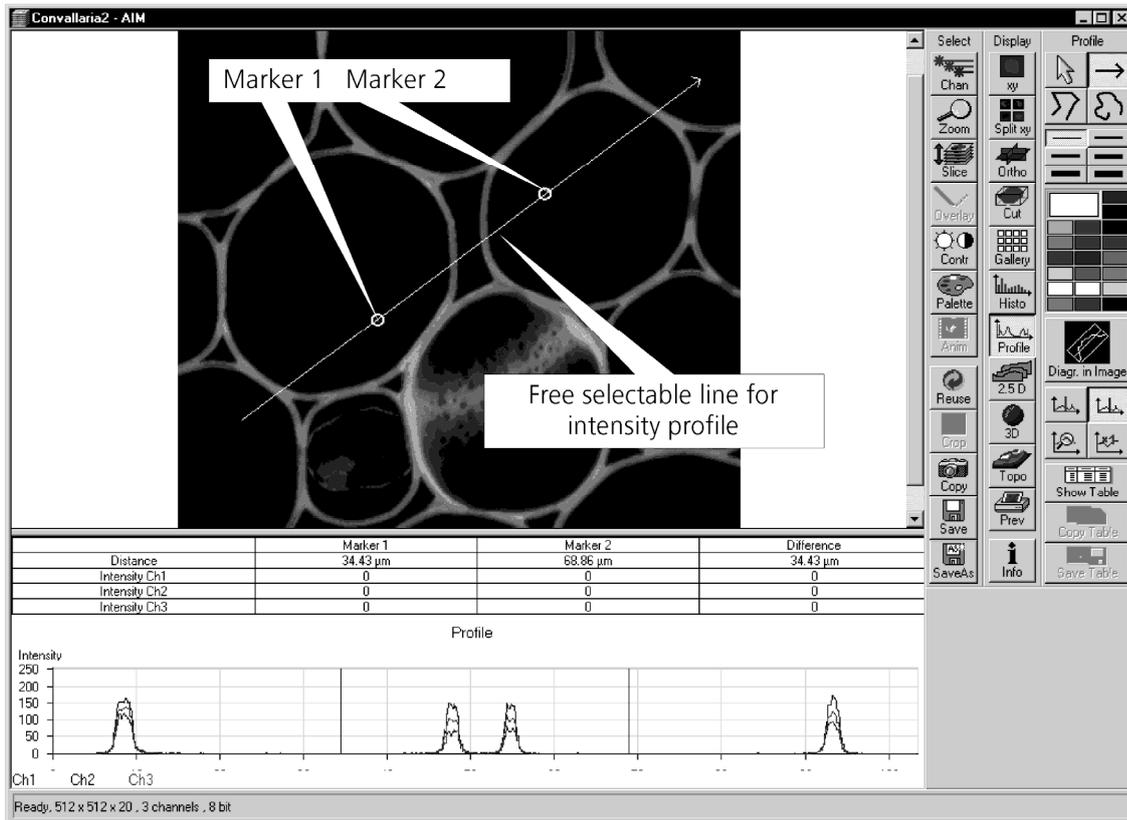 Convallaria2 - AIM
Marker 1 Marker 2
Free selectable line for
intensity profile
Select
Chan
Zoom
Slice
Overlay
Contr
Palette
Anim
Reuse
Crop
Copy
Save
SaveAs
Display
xy
Split xy
Ortho
Cut
Gallery
Histo
Profile
2.5 D
3D
Topo
Prev
Info
Profile
Diagr. in Image
Show Table
Copy Table
Save Table
Marker 1 Marker 2 Difference
Distance 34.43 µm 68.86 µm 34.43 µm
Intensity Ch1 0 0 0
Intensity Ch2 0 0 0
Intensity Ch3 0 0 0
Profile
Intensity
250
200
150
100
50
0
Ch1 Ch2 Ch3
Ready, 512 x 512 x 20 , 3 channels , 8 bit